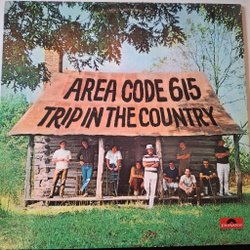 AREA CODE 615
TRIP IN THE COUNTRY